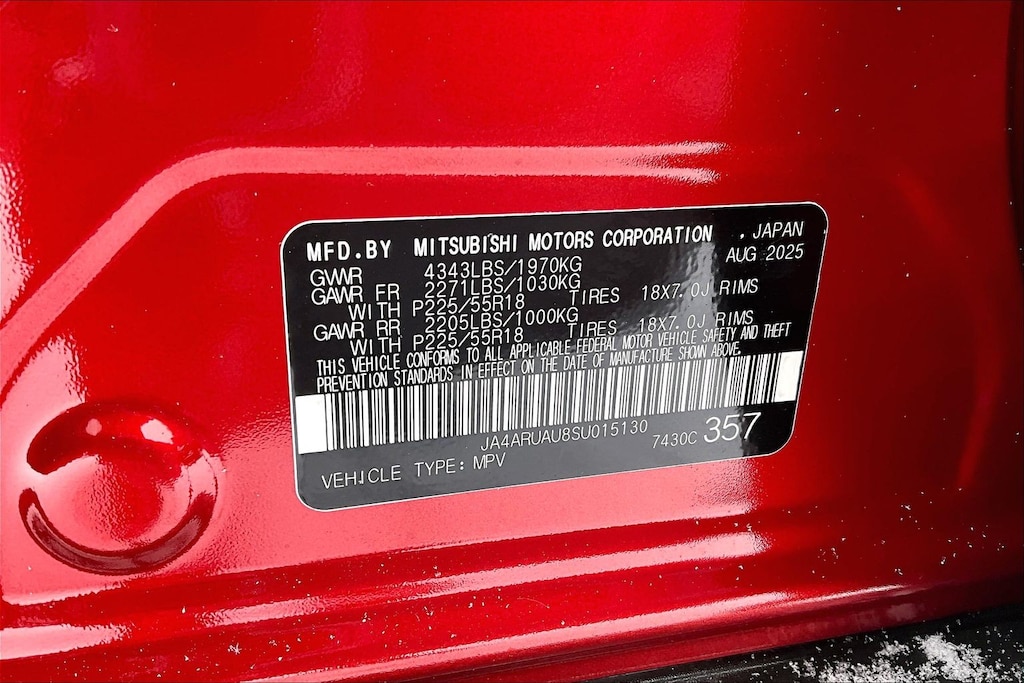 MFD.BY MITSUBISHI MOTORS CORPORATION , JAPAN
AUG 2025
GVWR 4343LBS/1970KG
GAWR FR 2271LBS/1030KG
WITH P225/55R18 TIRES 18X7.0J RIMS
GAWR RR 2205LBS/1000KG
WITH P225/55R18 TIRES 18X7.0J RIMS
THIS VEHICLE CONFORMS TO ALL APPLICABLE FEDERAL MOTOR VEHICLE SAFETY AND THEFT
PREVENTION STANDARDS IN EFFECT ON THE DATE OF MANUFACTURE SHOWN ABOVE.
JA4ARUAU8SU015130
7430C 357
VEHICLE TYPE: MPV